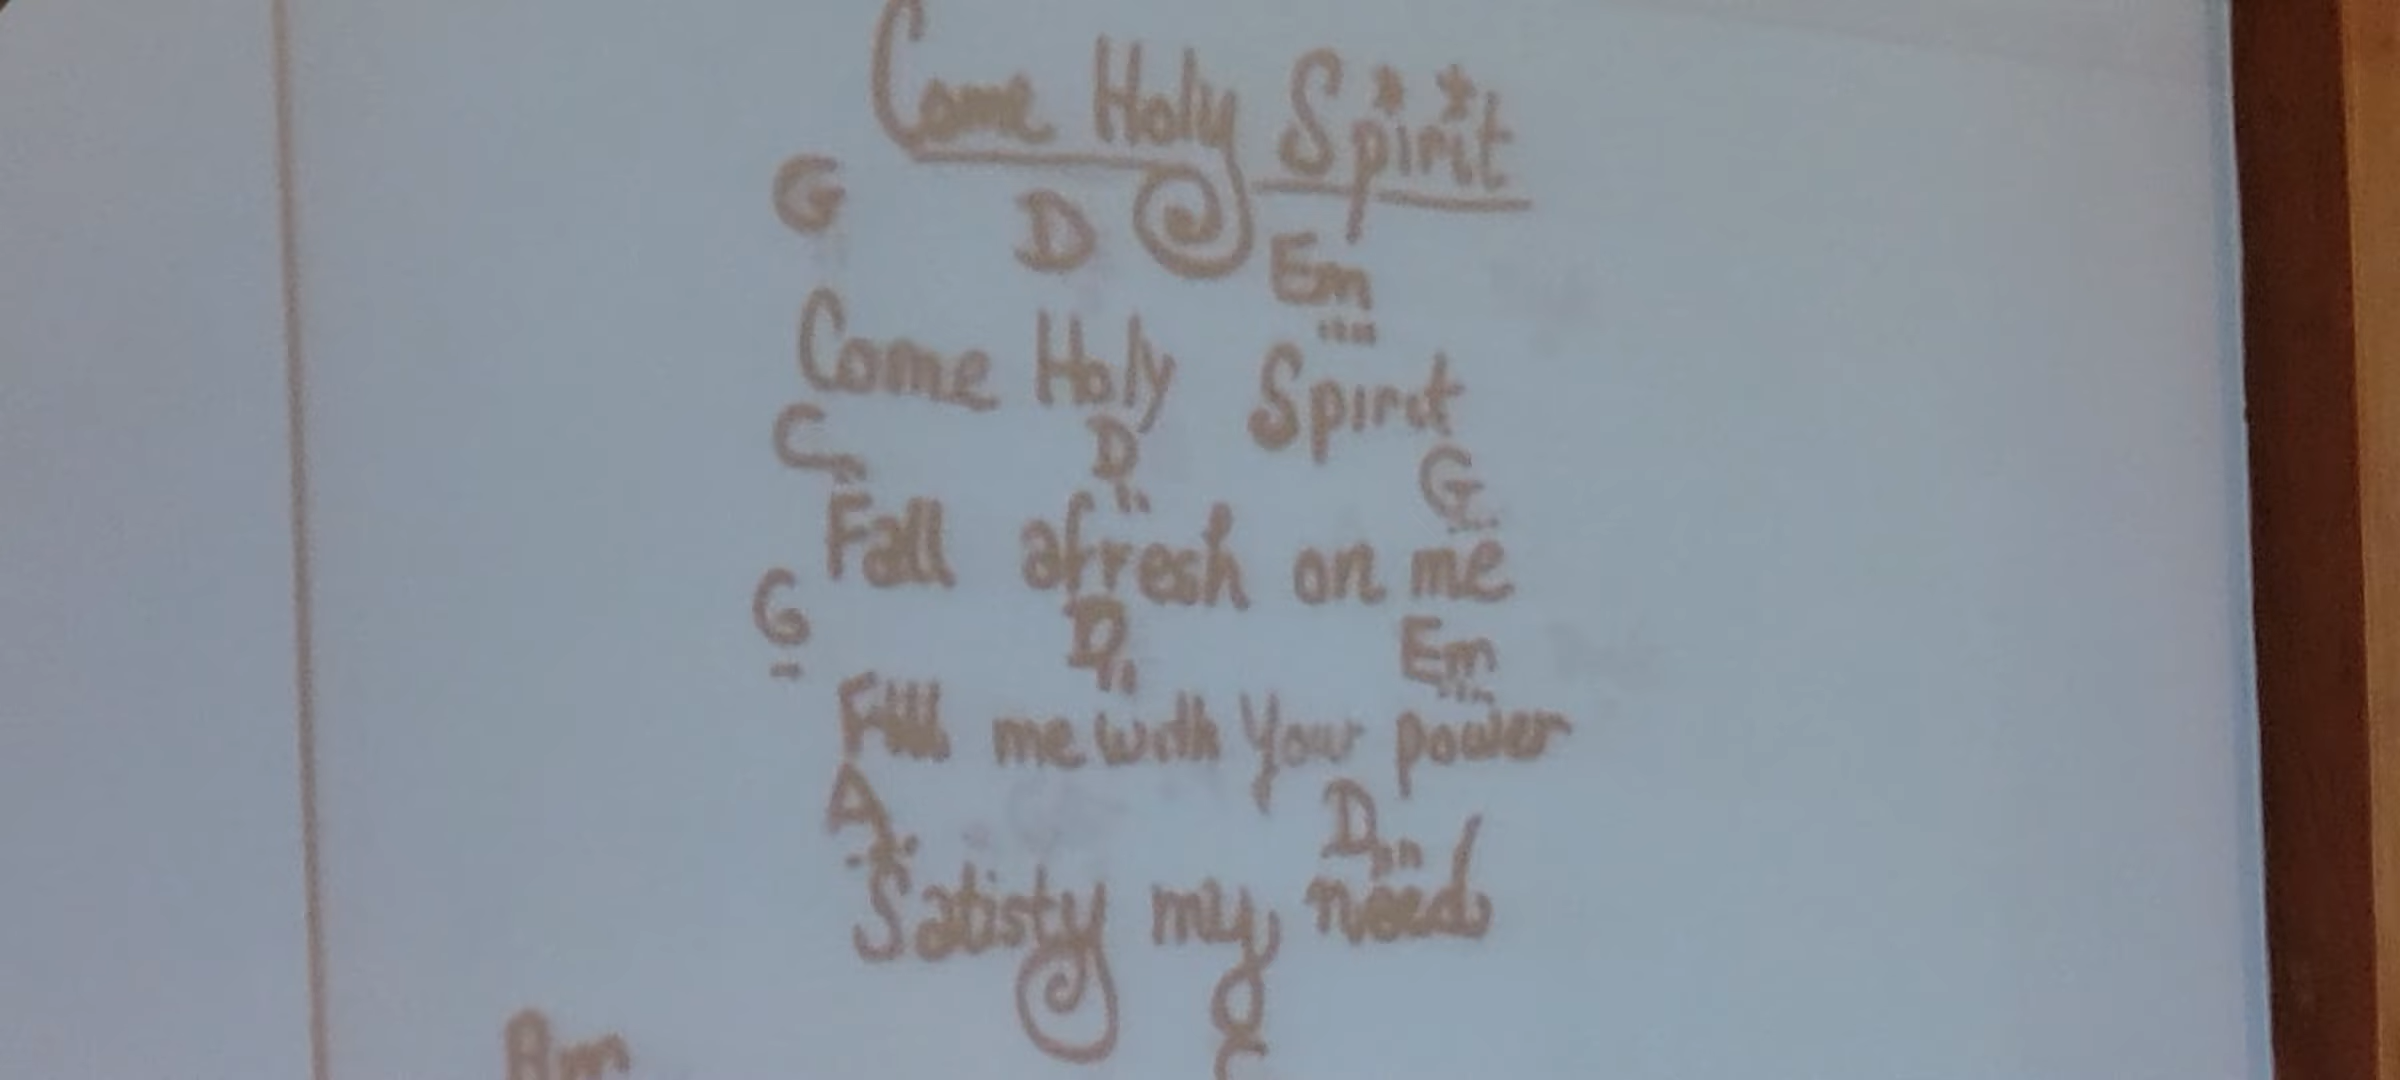 Come Holy Spirit
G D Em
Come Holy Spirit
C D G
Fall afresh on me
G D Em
Fill me with Your power
A D
Satisfy my need
Am C